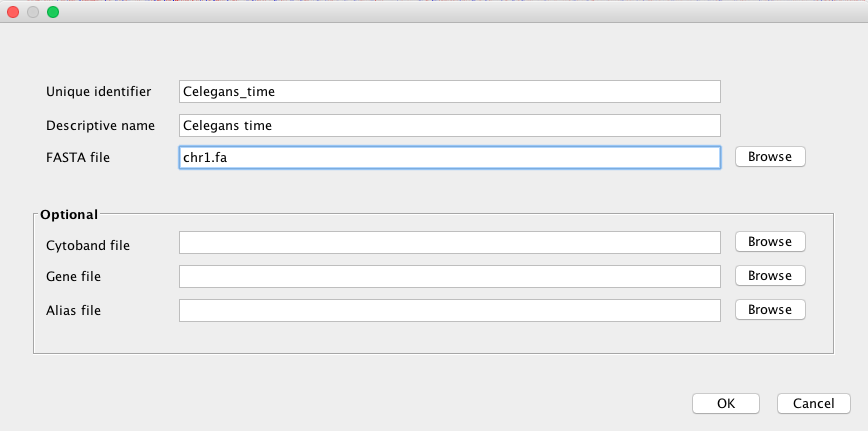 Unique identifier Celegans_time
Descriptive name Celegans time
FASTA file chr1.fa Browse
Optional
Cytoband file Browse
Gene file Browse
Alias file Browse
OK Cancel